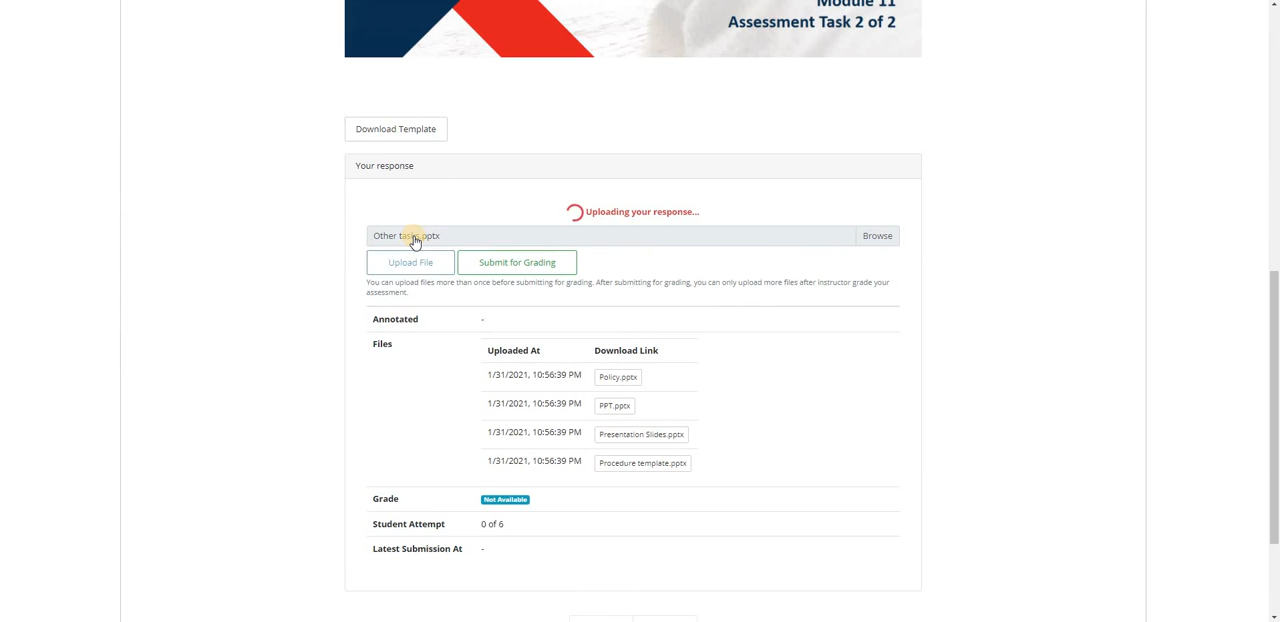 Module 11
Assessment Task 2 of 2
Download Template
Your response
Uploading your response...
Other tasks.pptx
Browse
Upload File
Submit for Grading
You can upload files more than once before submitting for grading. After submitting for grading, you can only upload more files after instructor grade your
assessment.
Annotated -
Files
Uploaded At Download Link
1/31/2021, 10:56:39 PM Policy.pptx
1/31/2021, 10:56:39 PM PPT.pptx
1/31/2021, 10:56:39 PM Presentation Slides.pptx
1/31/2021, 10:56:39 PM Procedure template.pptx
Grade Not Available
Student Attempt 0 of 6
Latest Submission At -